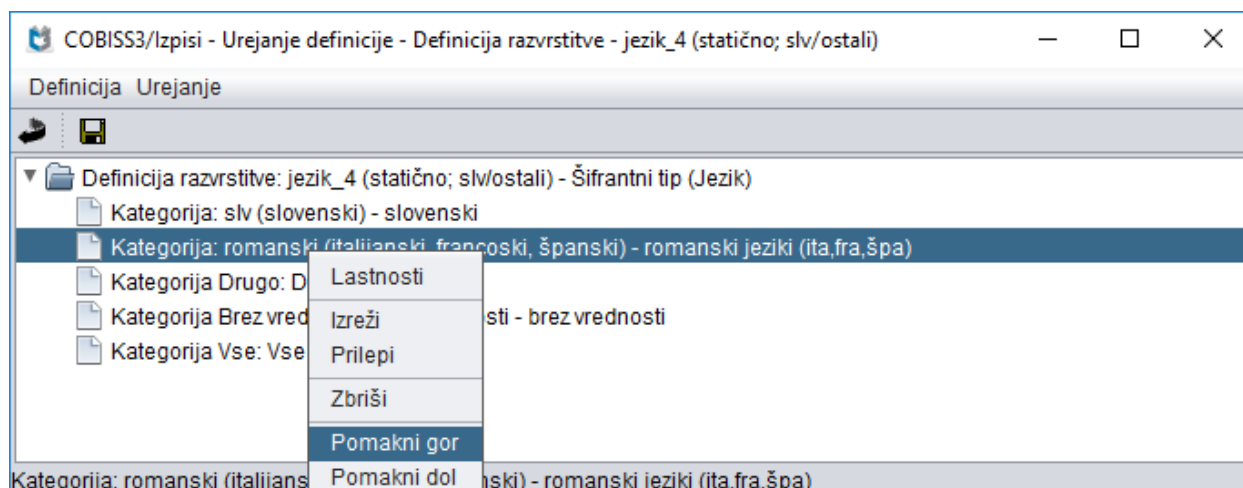 COBISS3/Izpisi - Urejanje definicije - Definicija razvrstitve - jezik_4 (statično; slv/ostali)
Definicija Urejanje
Definicija razvrstitve: jezik_4 (statično; slv/ostali) - Šifrantni tip (Jezik)
Kategorija: slv (slovenski) - slovenski
Kategorija: romanski (italijanski, francoski, španski) - romanski jeziki (ita,fra,špa)
Kategorija Drugo: D
Kategorija Brez vred sti - brez vrednosti
Kategorija Vse: Vse
Lastnosti
Izreži
Prilepi
Zbriši
Pomakni gor
Pomakni dol
Kategorija: romanski (italijans nski) - romanski jeziki (ita,fra,špa)